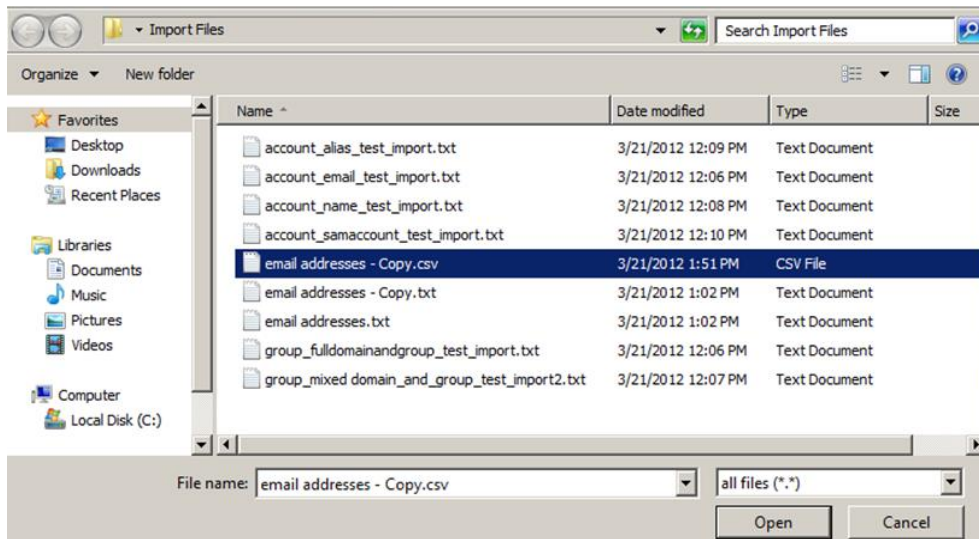 Import Files
Search Import Files
Organize New folder
Name Date modified Type Size
Favorites
Desktop
Downloads
Recent Places
Libraries
Documents
Music
Pictures
Videos
Computer
Local Disk (C:)
account_alias_test_import.txt 3/21/2012 12:09 PM Text Document
account_email_test_import.txt 3/21/2012 12:06 PM Text Document
account_name_test_import.txt 3/21/2012 12:08 PM Text Document
account_samaccount_test_import.txt 3/21/2012 12:10 PM Text Document
email addresses - Copy.csv 3/21/2012 1:51 PM CSV File
email addresses - Copy.txt 3/21/2012 1:02 PM Text Document
email addresses.txt 3/21/2012 1:02 PM Text Document
group_fulldomainandgroup_test_import.txt 3/21/2012 12:06 PM Text Document
group_mixed domain_and_group_test_import2.txt 3/21/2012 12:07 PM Text Document
File name: email addresses - Copy.csv all files (*.*)
Open Cancel